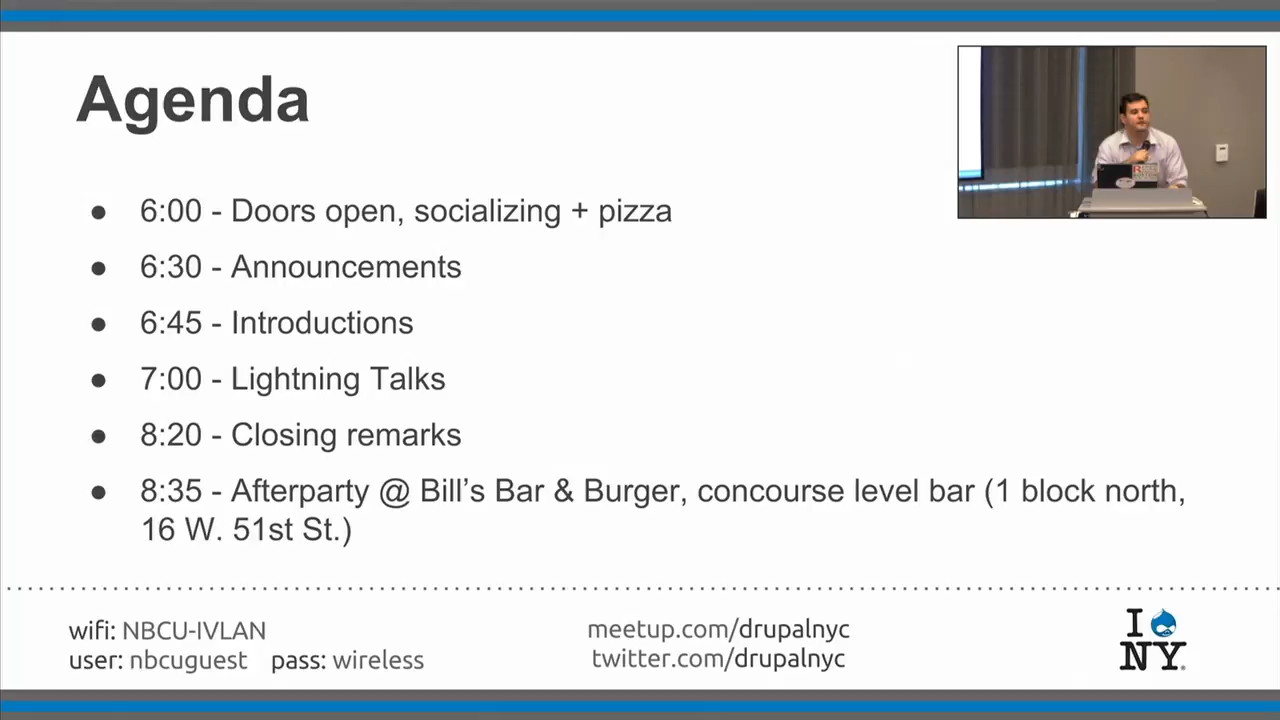 Agenda
● 6:00 - Doors open, socializing + pizza
● 6:30 - Announcements
● 6:45 - Introductions
● 7:00 - Lightning Talks
● 8:20 - Closing remarks
● 8:35 - Afterparty @ Bill’s Bar & Burger, concourse level bar (1 block north,
16 W. 51st St.)
wifi: NBCU-IVLAN
user: nbcuguest pass: wireless
meetup.com/drupalnyc
twitter.com/drupalnyc
I
NY